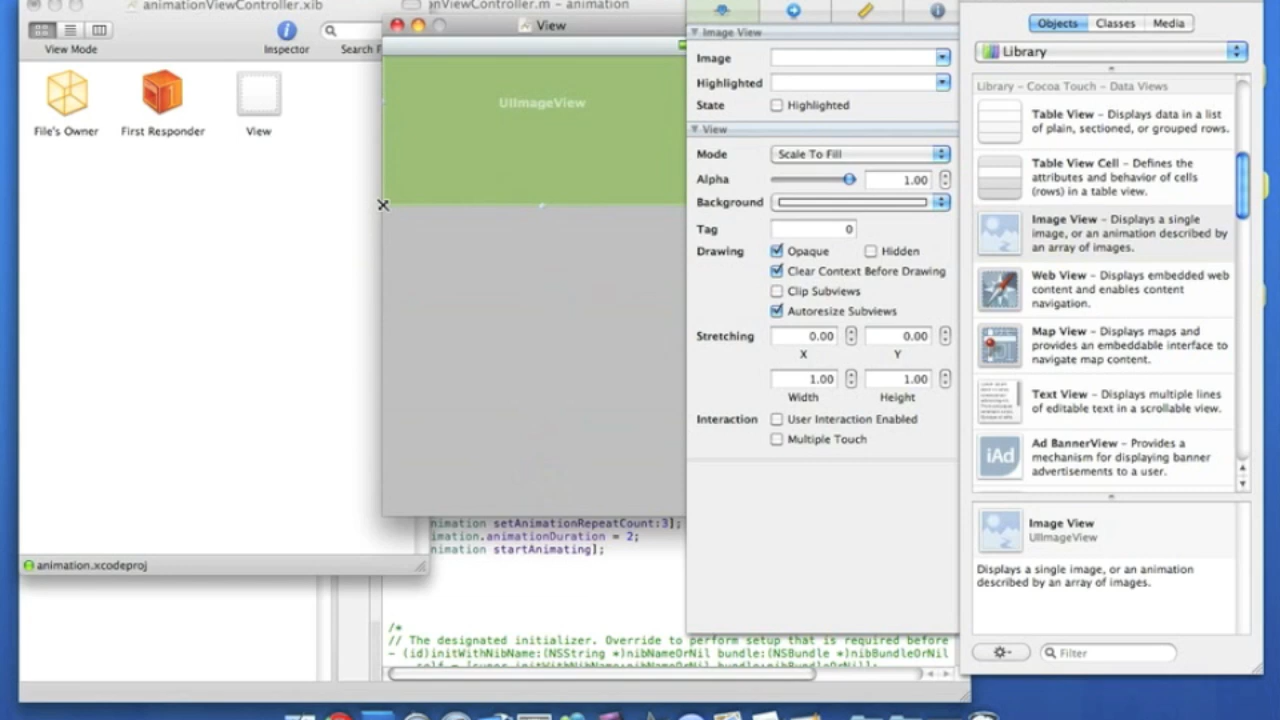 animationViewController.xib
nViewController.m – animation
View Mode
Inspector
Search F
File's Owner
First Responder
View
animation.xcodeproj
View
UIImageView
nimation setAnimationRepeatCount:3];
imation.animationDuration = 2;
nimation startAnimating];
/*
// The designated initializer. Override to perform setup that is required before
- (id)initWithNibName:(NSString *)nibNameOrNil bundle:(NSBundle *)nibBundleOrNil
self = [super initWithNibName:nibNameOrNil bundle:nibBundleOrNil];
Image View
Image
Highlighted
State
Highlighted
View
Mode
Scale To Fill
Alpha
1.00
Background
Tag
0
Drawing
Opaque
Hidden
Clear Context Before Drawing
Clip Subviews
Autoresize Subviews
Stretching
0.00
0.00
X
Y
1.00
1.00
Width
Height
Interaction
User Interaction Enabled
Multiple Touch
Objects
Classes
Media
Library
Library – Cocoa Touch – Data Views
Table View – Displays data in a list
of plain, sectioned, or grouped rows.
Table View Cell – Defines the
attributes and behavior of cells
(rows) in a table view.
Image View – Displays a single
image, or an animation described by
an array of images.
Web View – Displays embedded web
content and enables content
navigation.
Map View – Displays maps and
provides an embeddable interface to
navigate map content.
Text View – Displays multiple lines
of editable text in a scrollable view.
iAd
Ad BannerView – Provides a
mechanism for displaying banner
advertisements to a user.
Image View
UIImageView
Displays a single image, or an animation
described by an array of images.
Filter